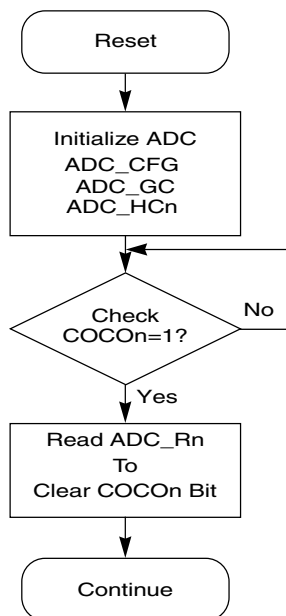 Reset
Initialize ADC
ADC_CFG
ADC_GC
ADC_HCn
Check
COCOn=1?
No
Yes
Read ADC_Rn
To
Clear COCOn Bit
Continue